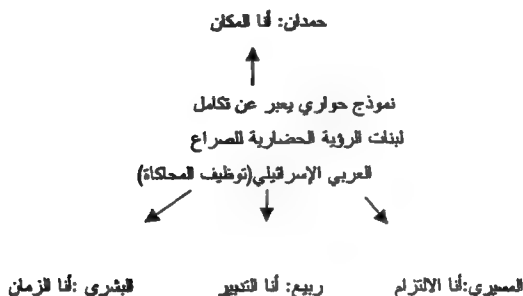 حمدان: أنا المكان
نموذج حواري يعبر عن تكامل
لبنات الرؤية الحضارية للصراع
العربي الإسرائيلي(توظيف المحاكاة)
المسيري:أنا الالتزام ربيع: أنا التدبير البشري :أنا الزمان